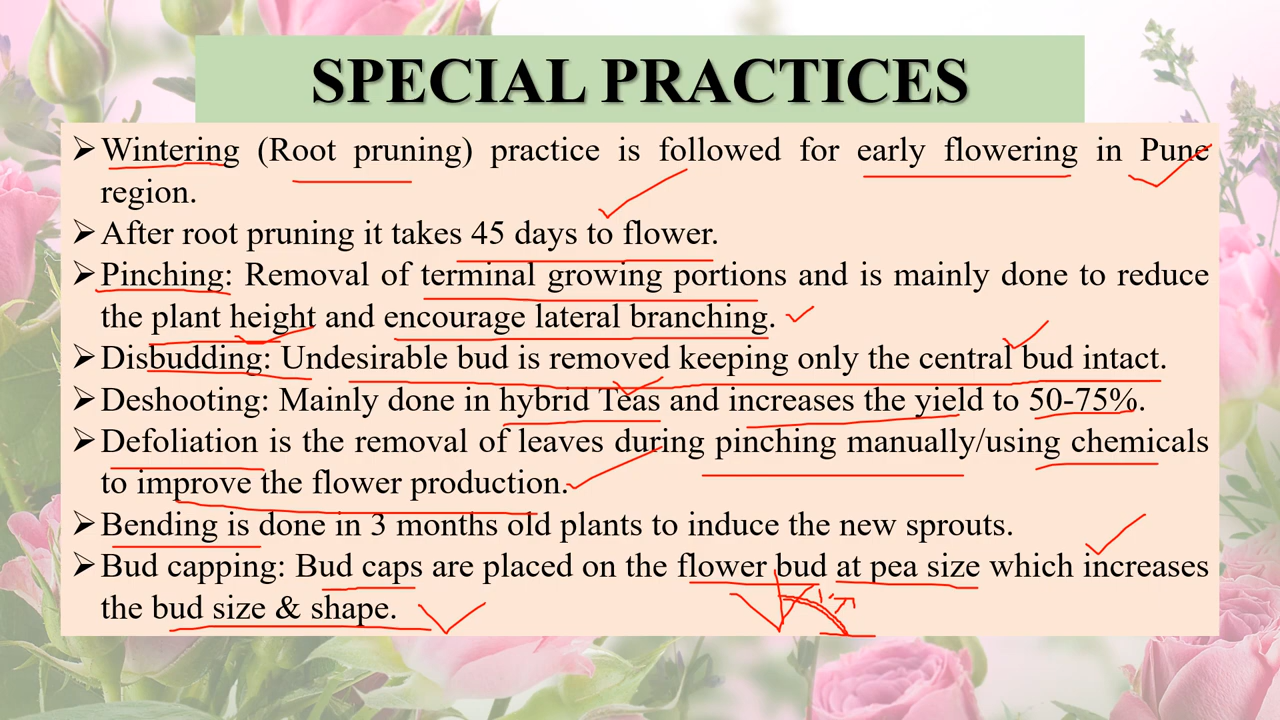 SPECIAL PRACTICES
➢Wintering (Root pruning) practice is followed for early flowering in Pune
region.
➢After root pruning it takes 45 days to flower.
➢Pinching: Removal of terminal growing portions and is mainly done to reduce
the plant height and encourage lateral branching.
➢Disbudding: Undesirable bud is removed keeping only the central bud intact.
➢Deshooting: Mainly done in hybrid Teas and increases the yield to 50-75%.
➢Defoliation is the removal of leaves during pinching manually/using chemicals
to improve the flower production.
➢Bending is done in 3 months old plants to induce the new sprouts.
➢Bud capping: Bud caps are placed on the flower bud at pea size which increases
the bud size & shape.